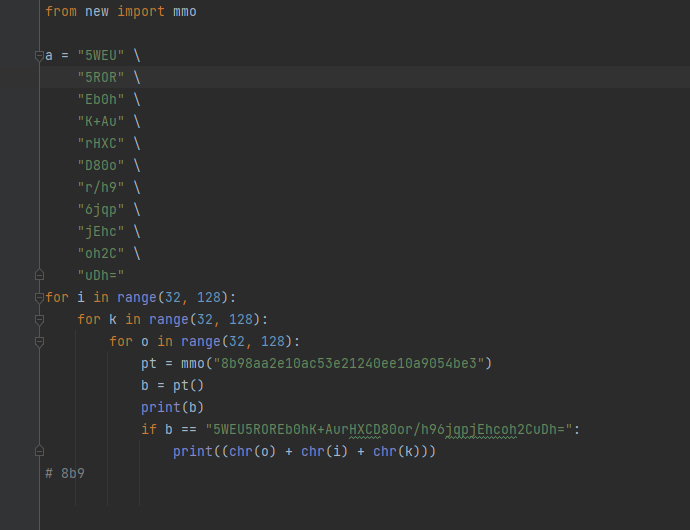 from new import mmo
a = "5WEU" \
"5ROR" \
"Eb0h" \
"K+Au" \
"rHXC" \
"D80o" \
"r/h9" \
"6jqp" \
"jEhc" \
"oh2C" \
"uDh="
for i in range(32, 128):
for k in range(32, 128):
for o in range(32, 128):
pt = mmo("8b98aa2e10ac53e21240ee10a9054be3")
b = pt()
print(b)
if b == "5WEU5ROREb0hK+AurHXCD80or/h96jqpjEhcoh2CuDh=":
print((chr(o) + chr(i) + chr(k)))
# 8b9